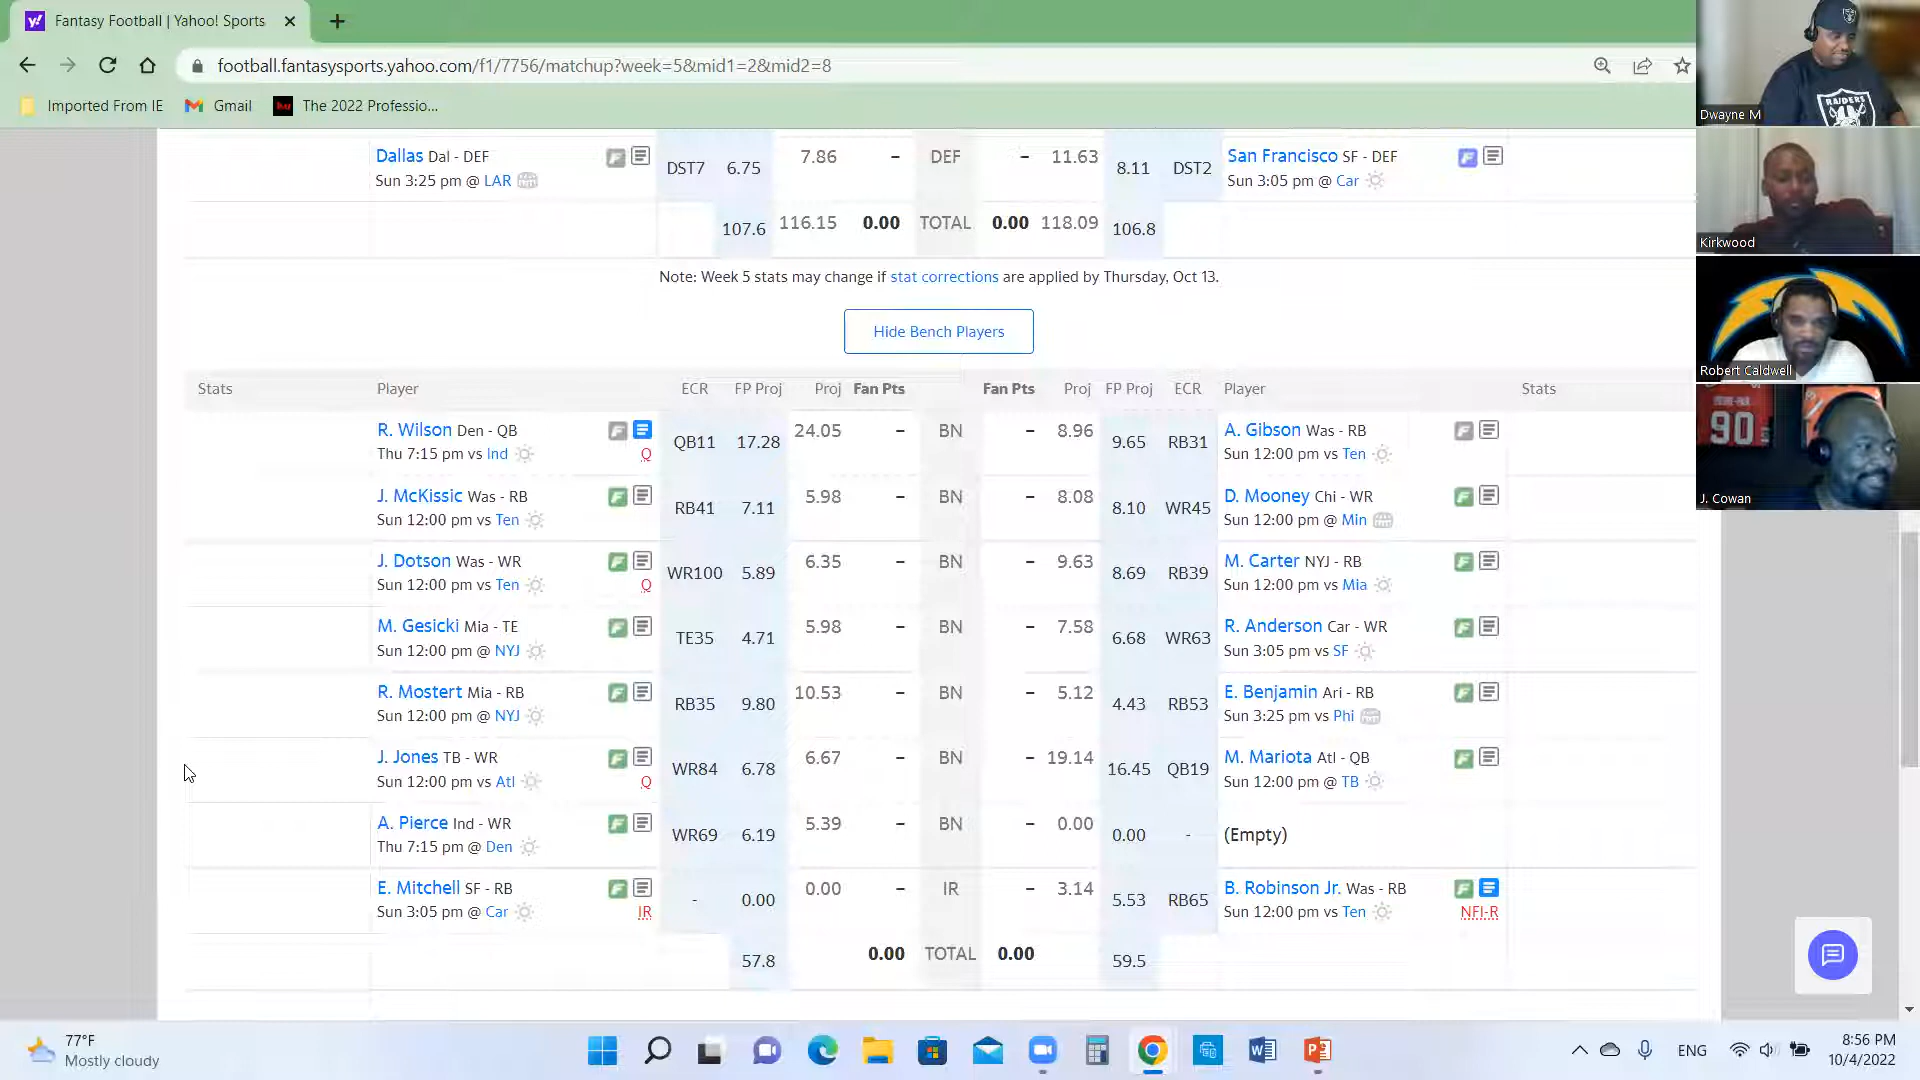 Fantasy Football | Yahoo! Sports
football.fantasysports.yahoo.com/f1/7756/matchup?week=5&mid1=2&mid2=8
Imported From IE Gmail The 2022 Professio...
Dallas Dal - DEF DST7 6.75 7.86 – DEF – 11.63 8.11 DST2 San Francisco SF - DEF
Sun 3:25 pm @ LAR Sun 3:05 pm @ Car
107.6 116.15 0.00 TOTAL 0.00 118.09 106.8
Note: Week 5 stats may change if stat corrections are applied by Thursday, Oct 13.
Hide Bench Players
Stats Player ECR FP Proj Proj Fan Pts Fan Pts Proj FP Proj ECR Player Stats
R. Wilson Den - QB QB11 17.28 24.05 – BN – 8.96 9.65 RB31 A. Gibson Was - RB
Thu 7:15 pm vs Ind Q Sun 12:00 pm vs Ten
J. McKissic Was - RB RB41 7.11 5.98 – BN – 8.08 8.10 WR45 D. Mooney Chi - WR
Sun 12:00 pm vs Ten Sun 12:00 pm @ Min
J. Dotson Was - WR WR100 5.89 6.35 – BN – 9.63 8.69 RB39 M. Carter NYJ - RB
Sun 12:00 pm vs Ten Q Sun 12:00 pm vs Mia
M. Gesicki Mia - TE TE35 4.71 5.98 – BN – 7.58 6.68 WR63 R. Anderson Car - WR
Sun 12:00 pm @ NYJ Sun 3:05 pm vs SF
R. Mostert Mia - RB RB35 9.80 10.53 – BN – 5.12 4.43 RB53 E. Benjamin Ari - RB
Sun 12:00 pm @ NYJ Sun 3:25 pm vs Phi
J. Jones TB - WR WR84 6.78 6.67 – BN – 19.14 16.45 QB19 M. Mariota Atl - QB
Sun 12:00 pm vs Atl Q Sun 12:00 pm @ TB
A. Pierce Ind - WR WR69 6.19 5.39 – BN – 0.00 0.00 - (Empty)
Thu 7:15 pm @ Den
E. Mitchell SF - RB - 0.00 0.00 – IR – 3.14 5.53 RB65 B. Robinson Jr. Was - RB
Sun 3:05 pm @ Car IR Sun 12:00 pm vs Ten NFI-R
57.8 0.00 TOTAL 0.00 59.5
RAIDERS
Dwayne M
Kirkwood
Robert Caldwell
90
J. Cowan
77°F
Mostly cloudy
ENG
8:56 PM
10/4/2022